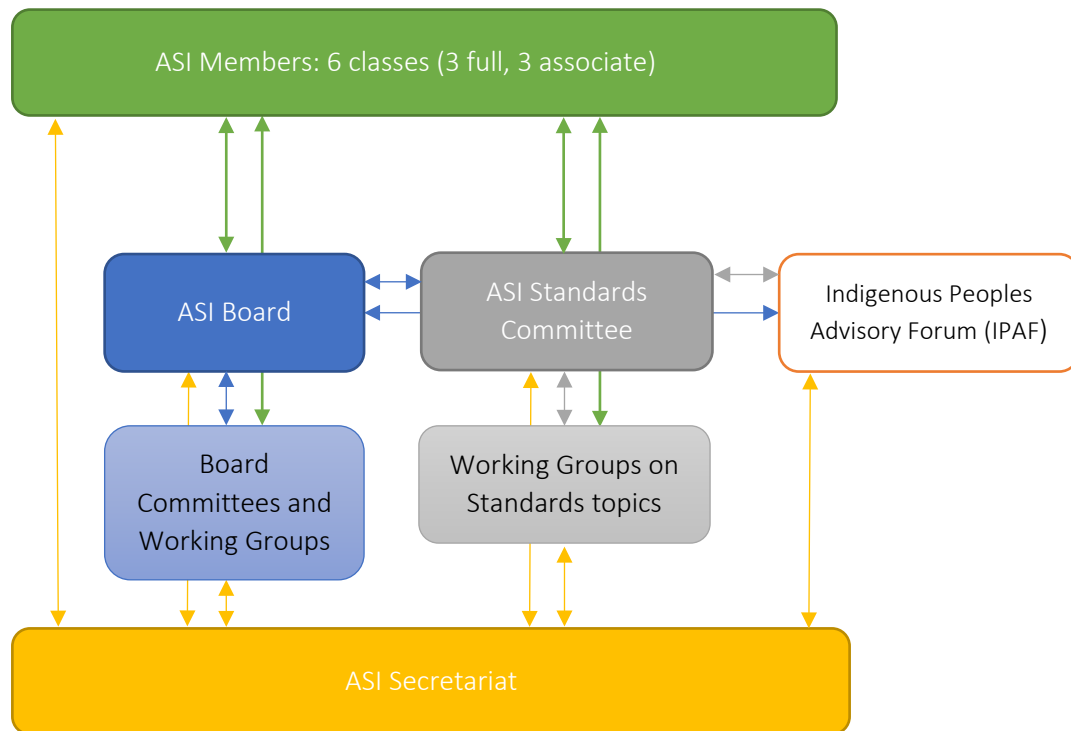 ASI Members: 6 classes (3 full, 3 associate)
ASI Board
ASI Standards
Committee
Indigenous Peoples
Advisory Forum (IPAF)
Board
Committees and
Working Groups
Working Groups on
Standards topics
ASI Secretariat